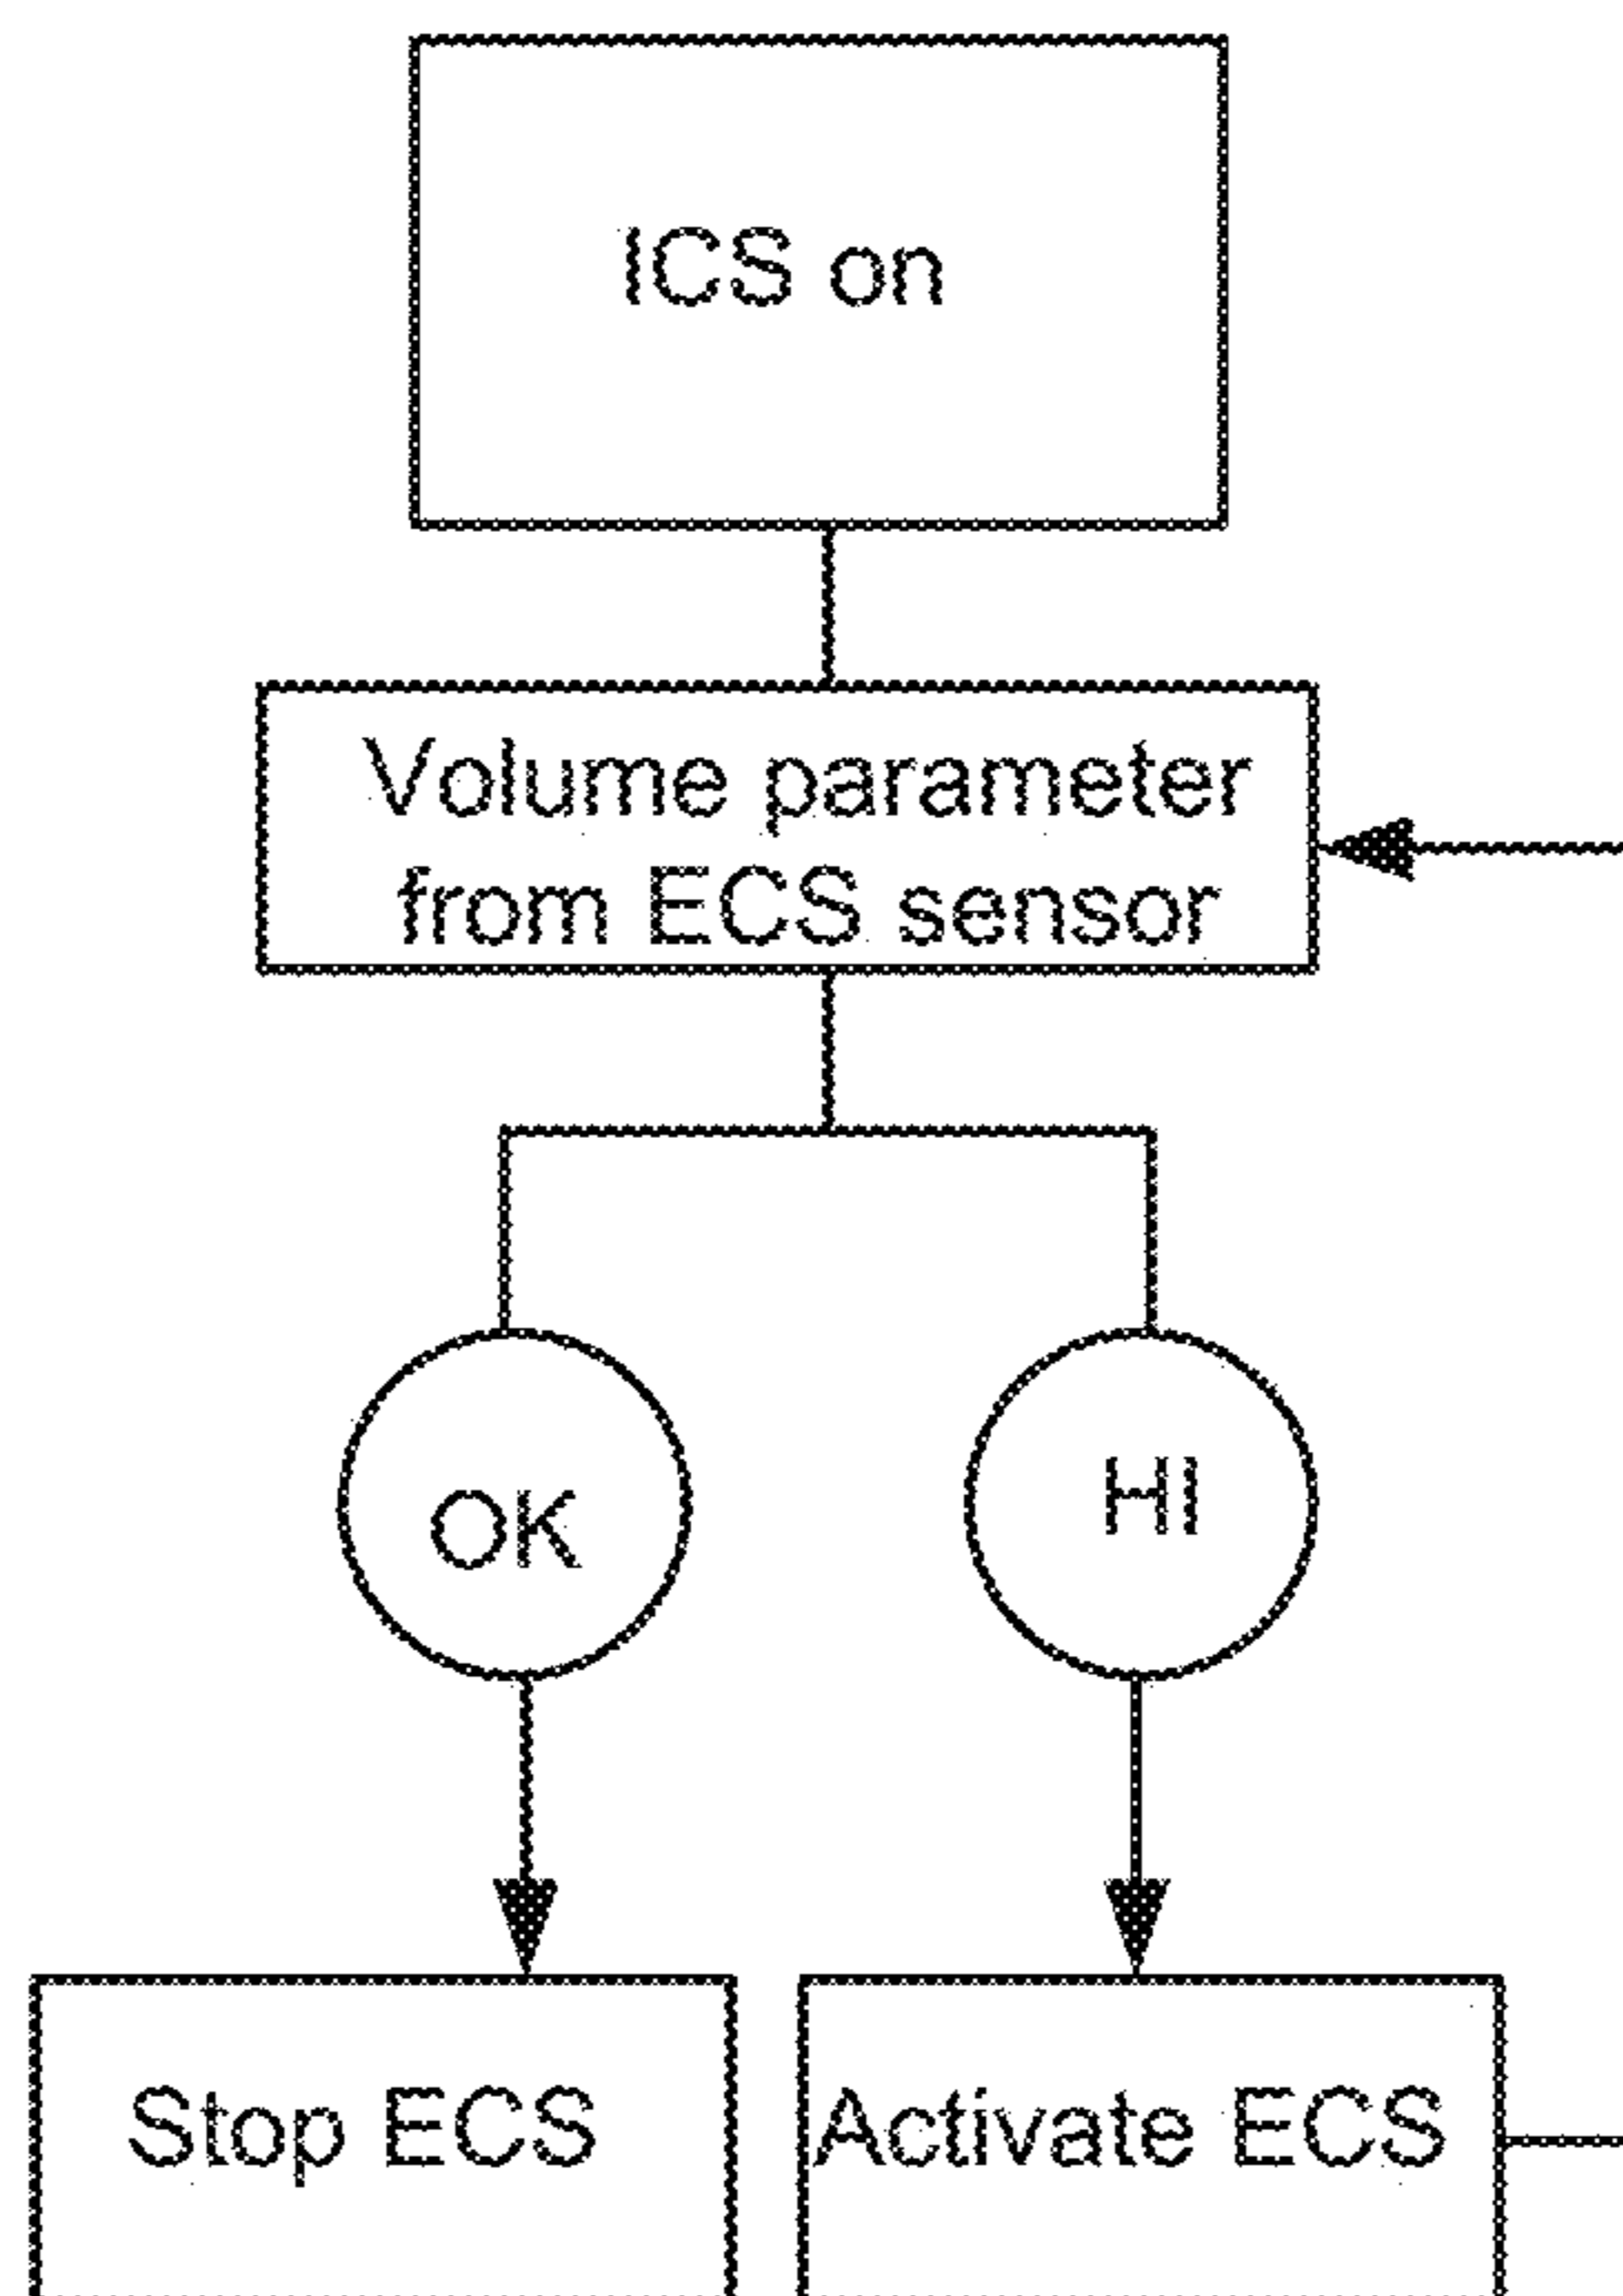 ICS on
Volume parameter
from ECS sensor
OK
HI
Stop ECS
Activate ECS